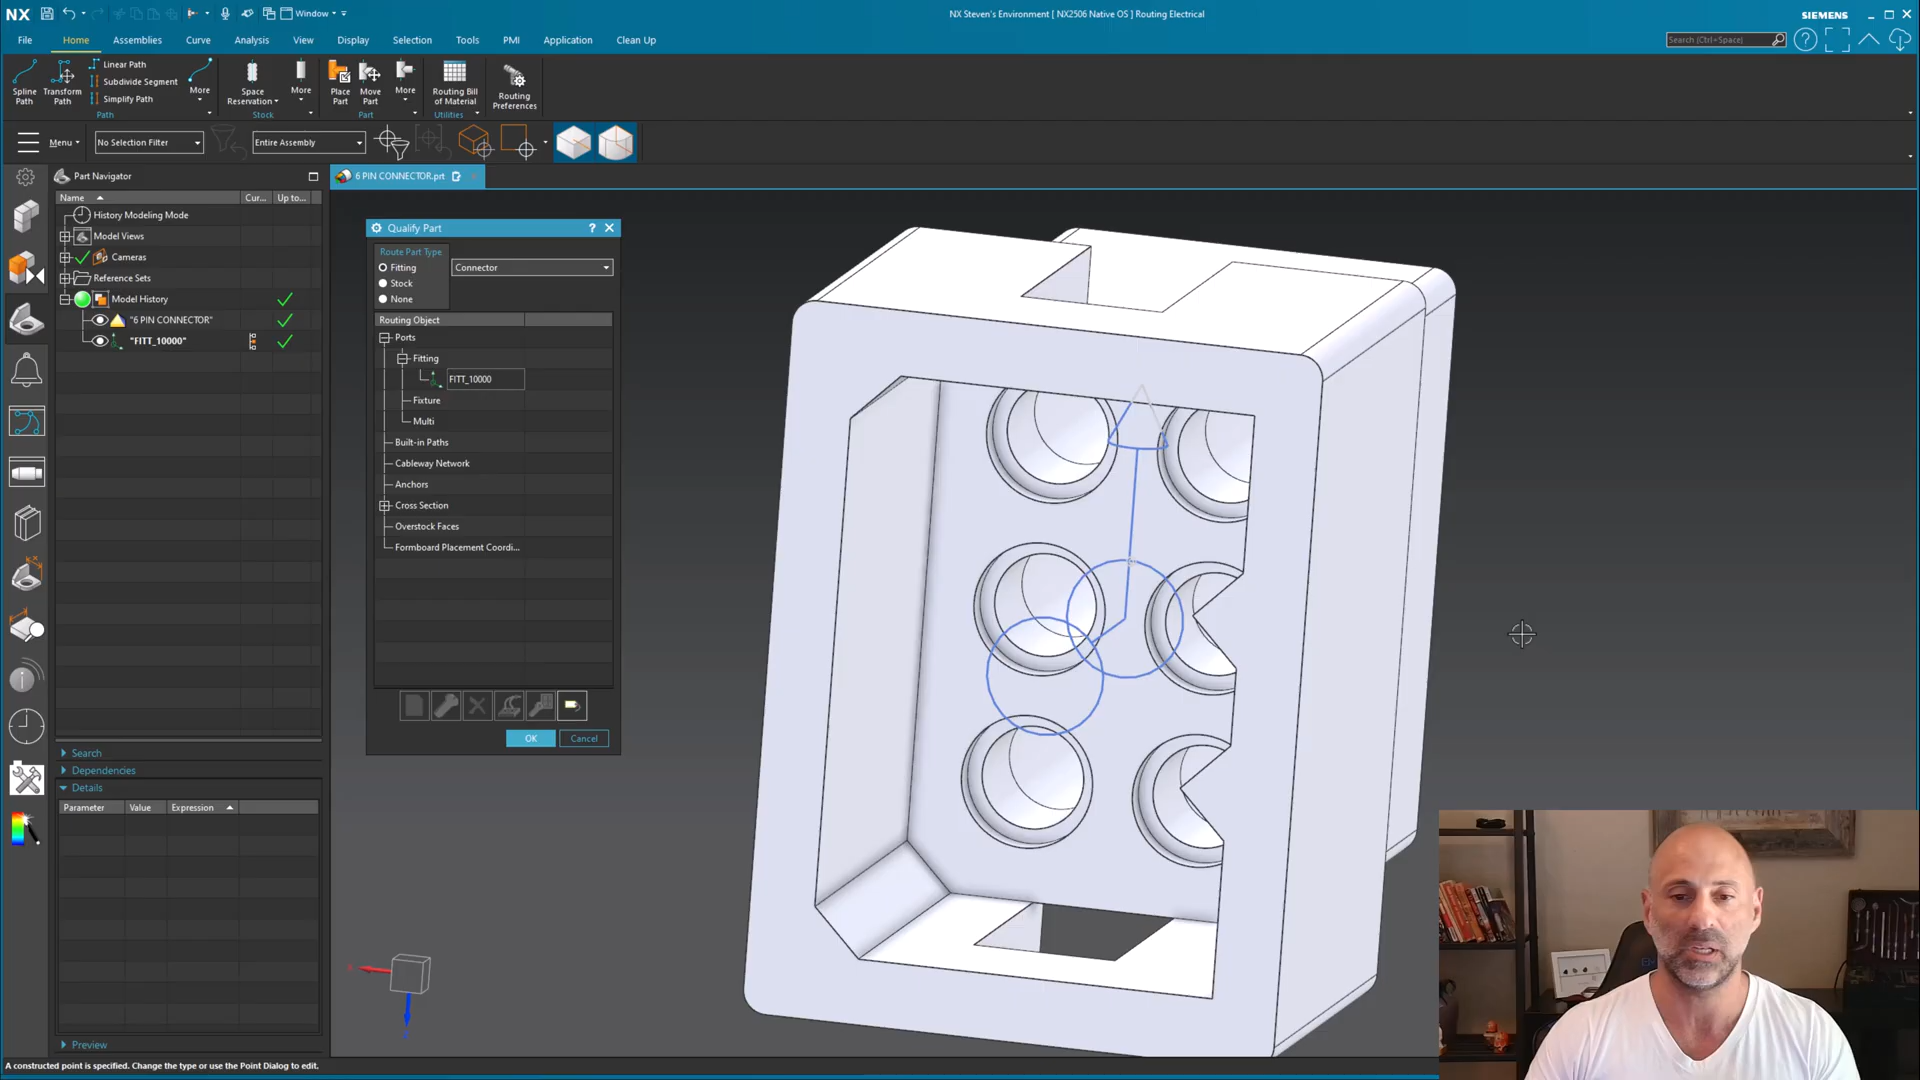 NX
Window
NX Steven's Environment [ NX2506 Native OS ] Routing Electrical
SIEMENS
File Home Assemblies Curve Analysis View Display Selection Tools PMI Application Clean Up
Search (Ctrl+Space)
Spline Path
Transform Path
Linear Path
Subdivide Segment
Simplify Path
More
Path
Space Reservation
More
Stock
Place Part
Move Part
More
Part
Routing Bill of Material
Utilities
Routing Preferences
Menu
No Selection Filter
Entire Assembly
Part Navigator
6 PIN CONNECTOR.prt
Name Cur... Up to...
History Modeling Mode
Model Views
Cameras
Reference Sets
Model History
"6 PIN CONNECTOR"
"FITT_10000"
Qualify Part
Route Part Type
Fitting
Stock
None
Connector
Routing Object
Ports
Fitting
FITT_10000
Fixture
Multi
Built-in Paths
Cableway Network
Anchors
Cross Section
Overstock Faces
Formboard Placement Coordi...
OK Cancel
Search
Dependencies
Details
Parameter Value Expression
Preview
A constructed point is specified. Change the type or use the Point Dialog to edit.